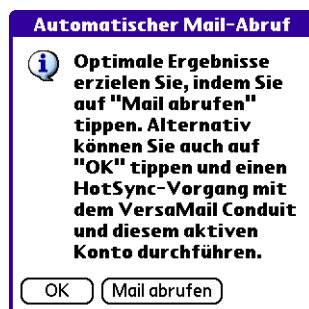 Automatischer Mail-Abruf
Optimale Ergebnisse
erzielen Sie, indem Sie
auf "Mail abrufen"
tippen. Alternativ
können Sie auch auf
"OK" tippen und einen
HotSync-Vorgang mit
dem VersaMail Conduit
und diesem aktiven
Konto durchführen.
OK Mail abrufen